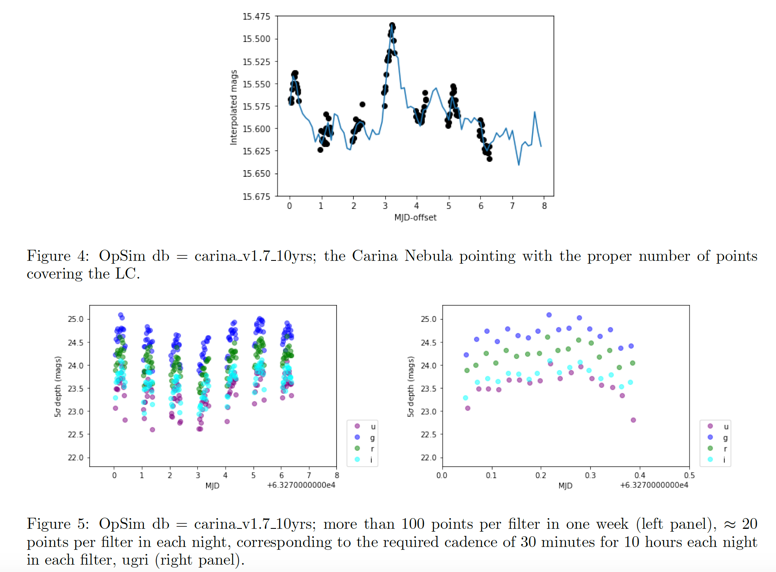 15.475
15.500
15.525
15.550
15.575
15.600
15.625
15.650
15.675
Interpolated mags
0 1 2 3 4 5 6 7 8
MJD-offset
Figure 4: OpSim db = carina_v1.7_10yrs; the Carina Nebula pointing with the proper number of points
covering the LC.
25.0
24.5
24.0
23.5
23.0
22.5
22.0
5σ depth (mags)
0 1 2 3 4 5 6 7 8
MJD
+6.3270000000e4
u
g
r
i
25.0
24.5
24.0
23.5
23.0
22.5
22.0
5σ depth (mags)
0.0 0.1 0.2 0.3 0.4 0.5
MJD
+6.3270000000e4
u
g
r
i
Figure 5: OpSim db = carina_v1.7_10yrs; more than 100 points per filter in one week (left panel), ≈ 20
points per filter in each night, corresponding to the required cadence of 30 minutes for 10 hours each night
in each filter, ugri (right panel).